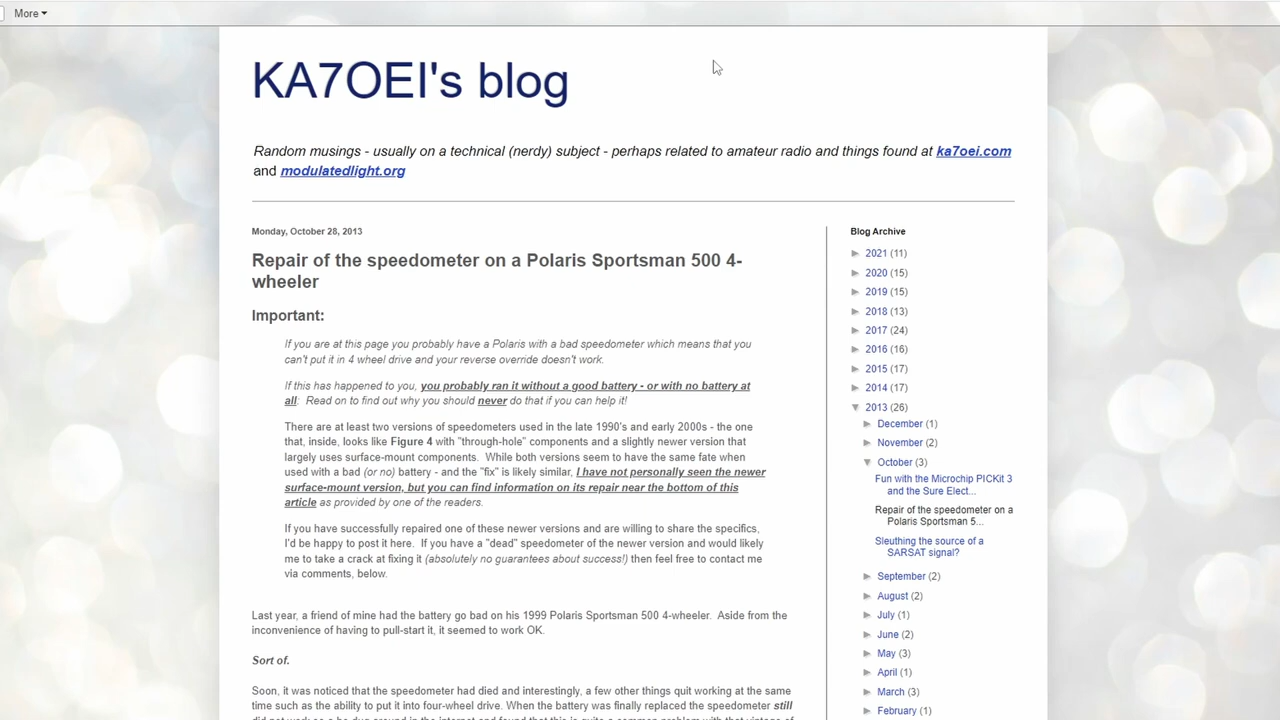 More
KA7OEI's blog
Random musings - usually on a technical (nerdy) subject - perhaps related to amateur radio and things found at ka7oei.com
and modulatedlight.org
Monday, October 28, 2013
Repair of the speedometer on a Polaris Sportsman 500 4-
wheeler
Important:
If you are at this page you probably have a Polaris with a bad speedometer which means that you
can't put it in 4 wheel drive and your reverse override doesn't work.
If this has happened to you, you probably ran it without a good battery - or with no battery at
all: Read on to find out why you should never do that if you can help it!
There are at least two versions of speedometers used in the late 1990's and early 2000s - the one
that, inside, looks like Figure 4 with "through-hole" components and a slightly newer version that
largely uses surface-mount components. While both versions seem to have the same fate when
used with a bad (or no) battery - and the "fix" is likely similar, I have not personally seen the newer
surface-mount version, but you can find information on its repair near the bottom of this
article as provided by one of the readers.
If you have successfully repaired one of these newer versions and are willing to share the specifics,
I'd be happy to post it here. If you have a "dead" speedometer of the newer version and would likely
me to take a crack at fixing it (absolutely no guarantees about success!) then feel free to contact me
via comments, below.
Last year, a friend of mine had the battery go bad on his 1999 Polaris Sportsman 500 4-wheeler. Aside from the
inconvenience of having to pull-start it, it seemed to work OK.
Sort of.
Soon, it was noticed that the speedometer had died and interestingly, a few other things quit working at the same
time such as the ability to put it into four-wheel drive. When the battery was finally replaced the speedometer still
Blog Archive
2021 (11)
2020 (15)
2019 (15)
2018 (13)
2017 (24)
2016 (16)
2015 (17)
2014 (17)
2013 (26)
December (1)
November (2)
October (3)
Fun with the Microchip PICKit 3
and the Sure Elect...
Repair of the speedometer on a
Polaris Sportsman 5...
Sleuthing the source of a
SARSAT signal?
September (2)
August (2)
July (1)
June (2)
May (3)
April (1)
March (3)
February (1)